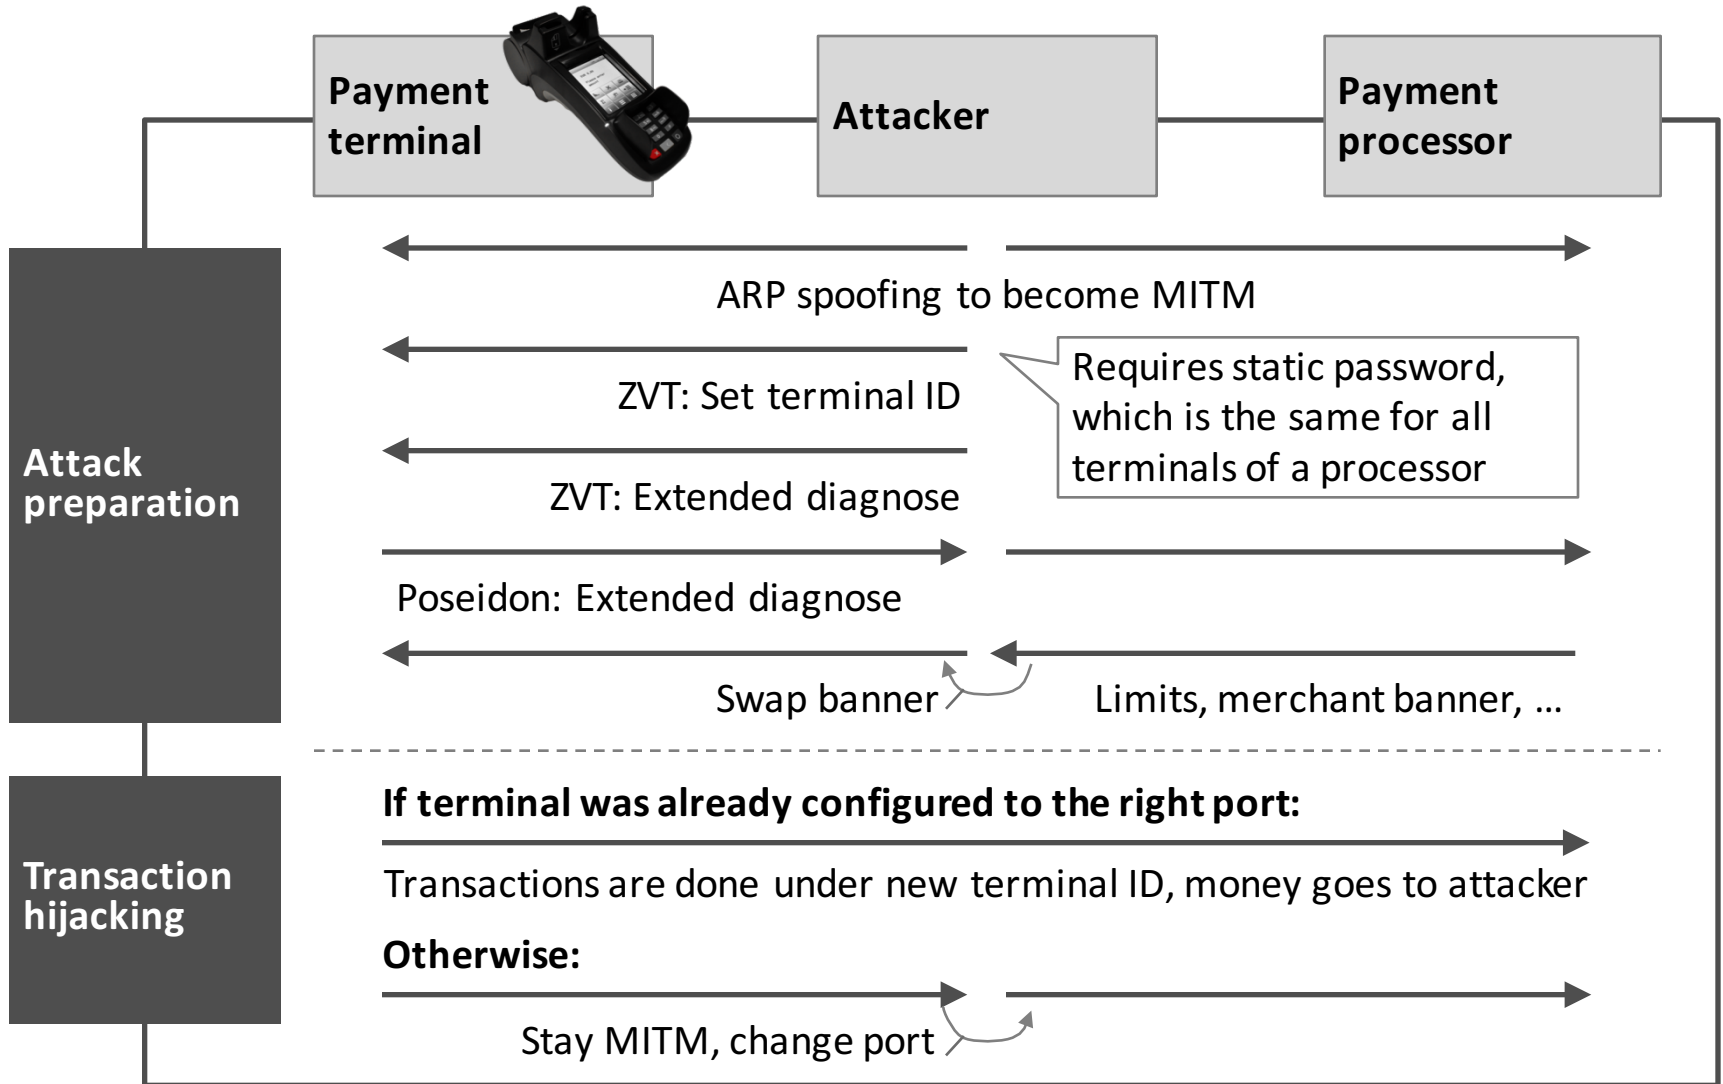 Payment
terminal
Attacker
Payment
processor
ARP spoofing to become MITM
Attack
preparation
ZVT: Set terminal ID
Requires static password,
which is the same for all
terminals of a processor
ZVT: Extended diagnose
Poseidon: Extended diagnose
Swap banner
Limits, merchant banner, …
Transaction
hijacking
If terminal was already configured to the right port:
Transactions are done under new terminal ID, money goes to attacker
Otherwise:
Stay MITM, change port